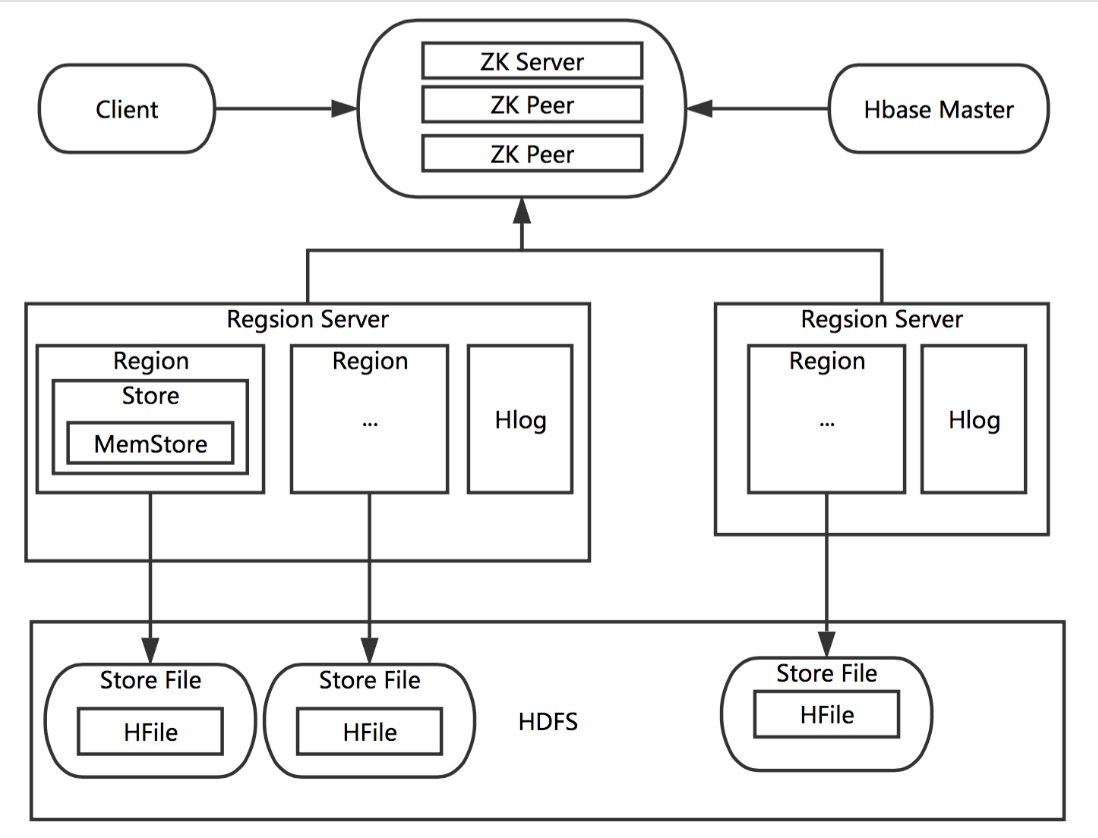 ZK Server
Client
ZK Peer
Hbase Master
ZK Peer
Regsion Server
Regsion Server
Region
Region
Region
Store
MemStore
...
Hlog
...
Hlog
Store File
Store File
Store File
HFile
HFile
HDFS
HFile